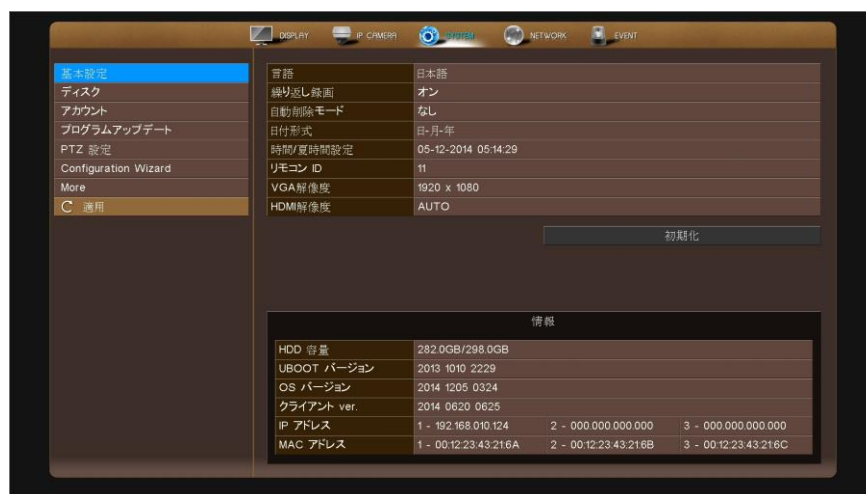 DISPLAY IP CAMERA SYSTEM NETWORK EVENT
基本設定
ディスク
アカウント
プログラムアップデート
PTZ 設定
Configuration Wizard
More
適用
言語 日本語
繰り返し録画 オン
自動削除モード なし
日付形式 日-月-年
時間/夏時間設定 05-12-2014 05:14:29
リモコン ID 11
VGA解像度 1920 x 1080
HDMI解像度 AUTO
初期化
情報
HDD 容量 282.0GB/298.0GB
UBOOT バージョン 2013 1010 2229
OS バージョン 2014 1205 0324
クライアント ver. 2014 0620 0625
IP アドレス 1 - 192.168.010.124 2 - 000.000.000.000 3 - 000.000.000.000
MAC アドレス 1 - 00:12:23:43:21:6A 2 - 00:12:23:43:21:6B 3 - 00:12:23:43:21:6C